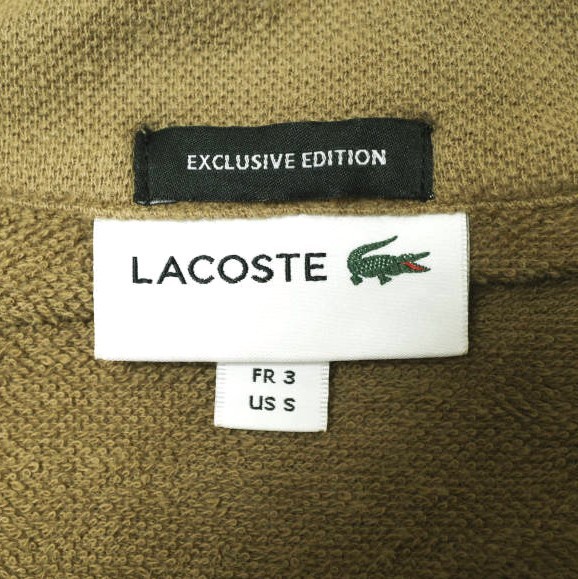 EXCLUSIVE EDITION
LACOSTE
FR 3
US S